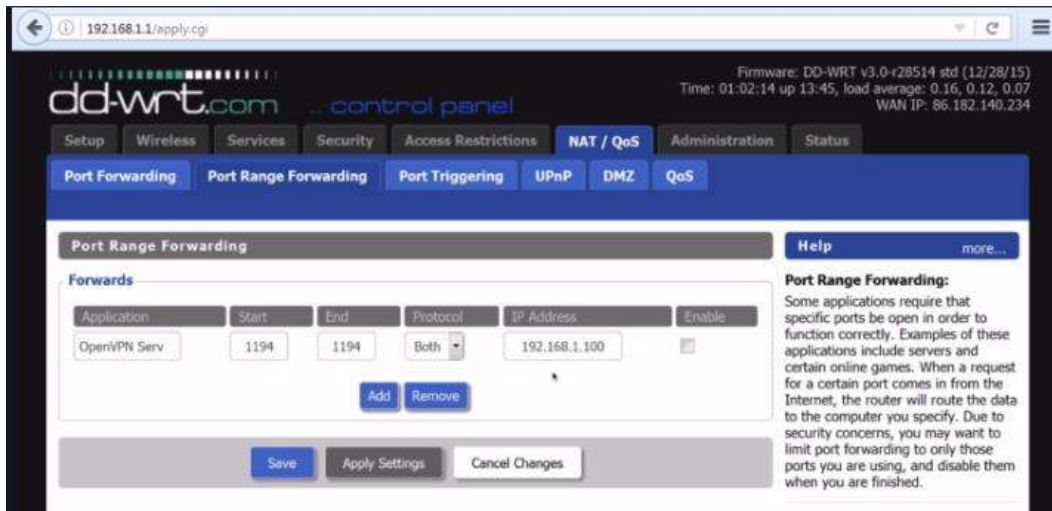 192.168.1.1/apply.cgi
dd-wrt.com ... control panel
Firmware: DD-WRT v3.0-r28514 std (12/28/15)
Time: 01:02:14 up 13:45, load average: 0.16, 0.12, 0.07
WAN IP: 86.182.140.234
Setup Wireless Services Security Access Restrictions NAT / QoS Administration Status
Port Forwarding Port Range Forwarding Port Triggering UPnP DMZ QoS
Port Range Forwarding
Forwards
Application Start End Protocol IP Address Enable
OpenVPN Serv 1194 1194 Both 192.168.1.100
Add Remove
Save Apply Settings Cancel Changes
Help more...
Port Range Forwarding:
Some applications require that
specific ports be open in order to
function correctly. Examples of these
applications include servers and
certain online games. When a request
for a certain port comes in from the
Internet, the router will route the data
to the computer you specify. Due to
security concerns, you may want to
limit port forwarding to only those
ports you are using, and disable them
when you are finished.